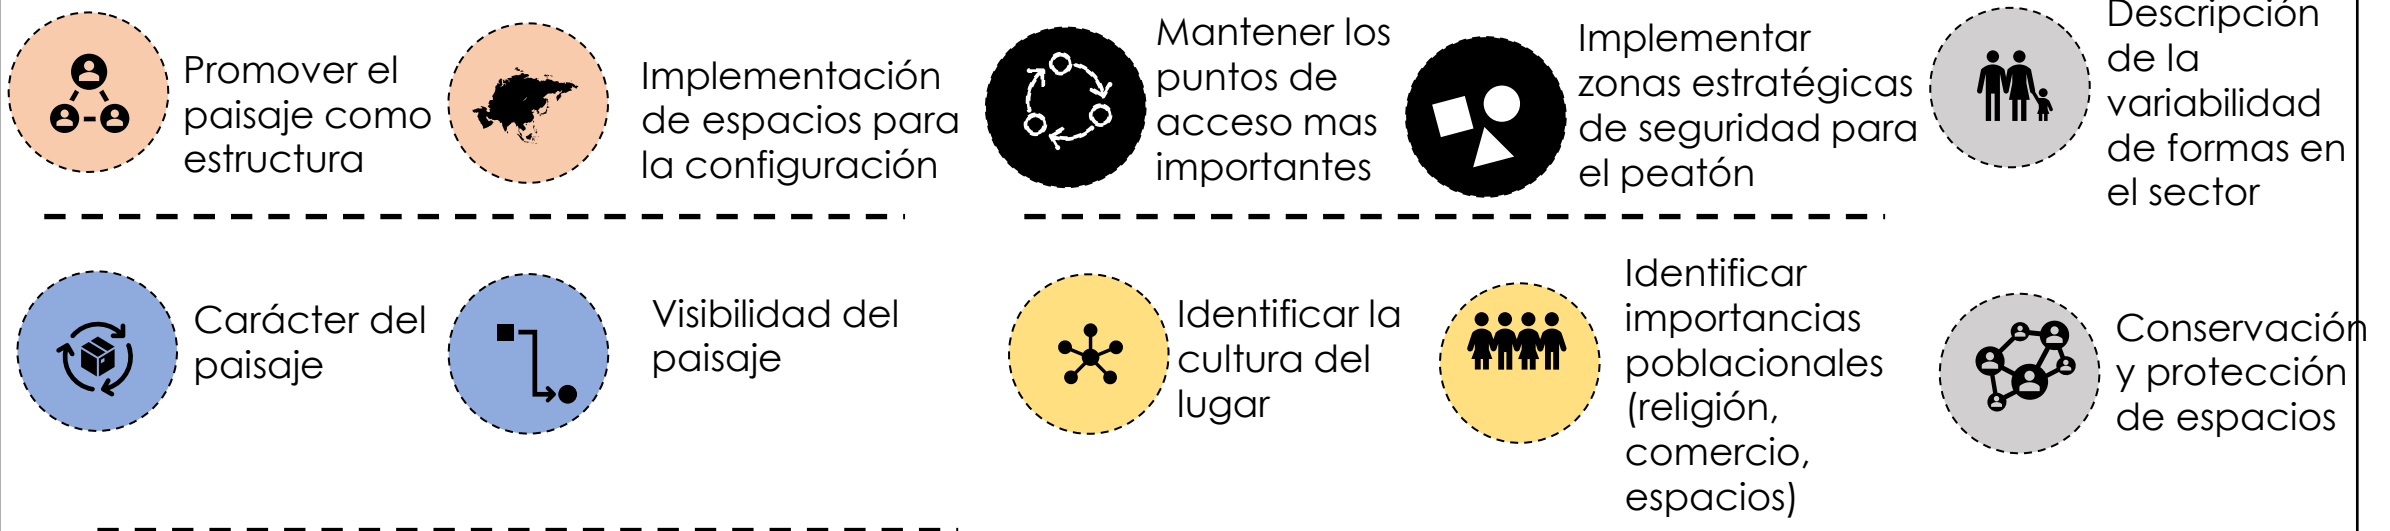 Promover el
paisaje como
estructura
Implementación
de espacios para
la configuración
Mantener los
puntos de
acceso mas
importantes
Implementar
zonas estratégicas
de seguridad para
el peatón
Descripción
de la
variabilidad
de formas en
el sector
Carácter del
paisaje
Visibilidad del
paisaje
Identificar la
cultura del
lugar
Identificar
importancias
poblacionales
(religión,
comercio,
espacios)
Conservación
y protección
de espacios